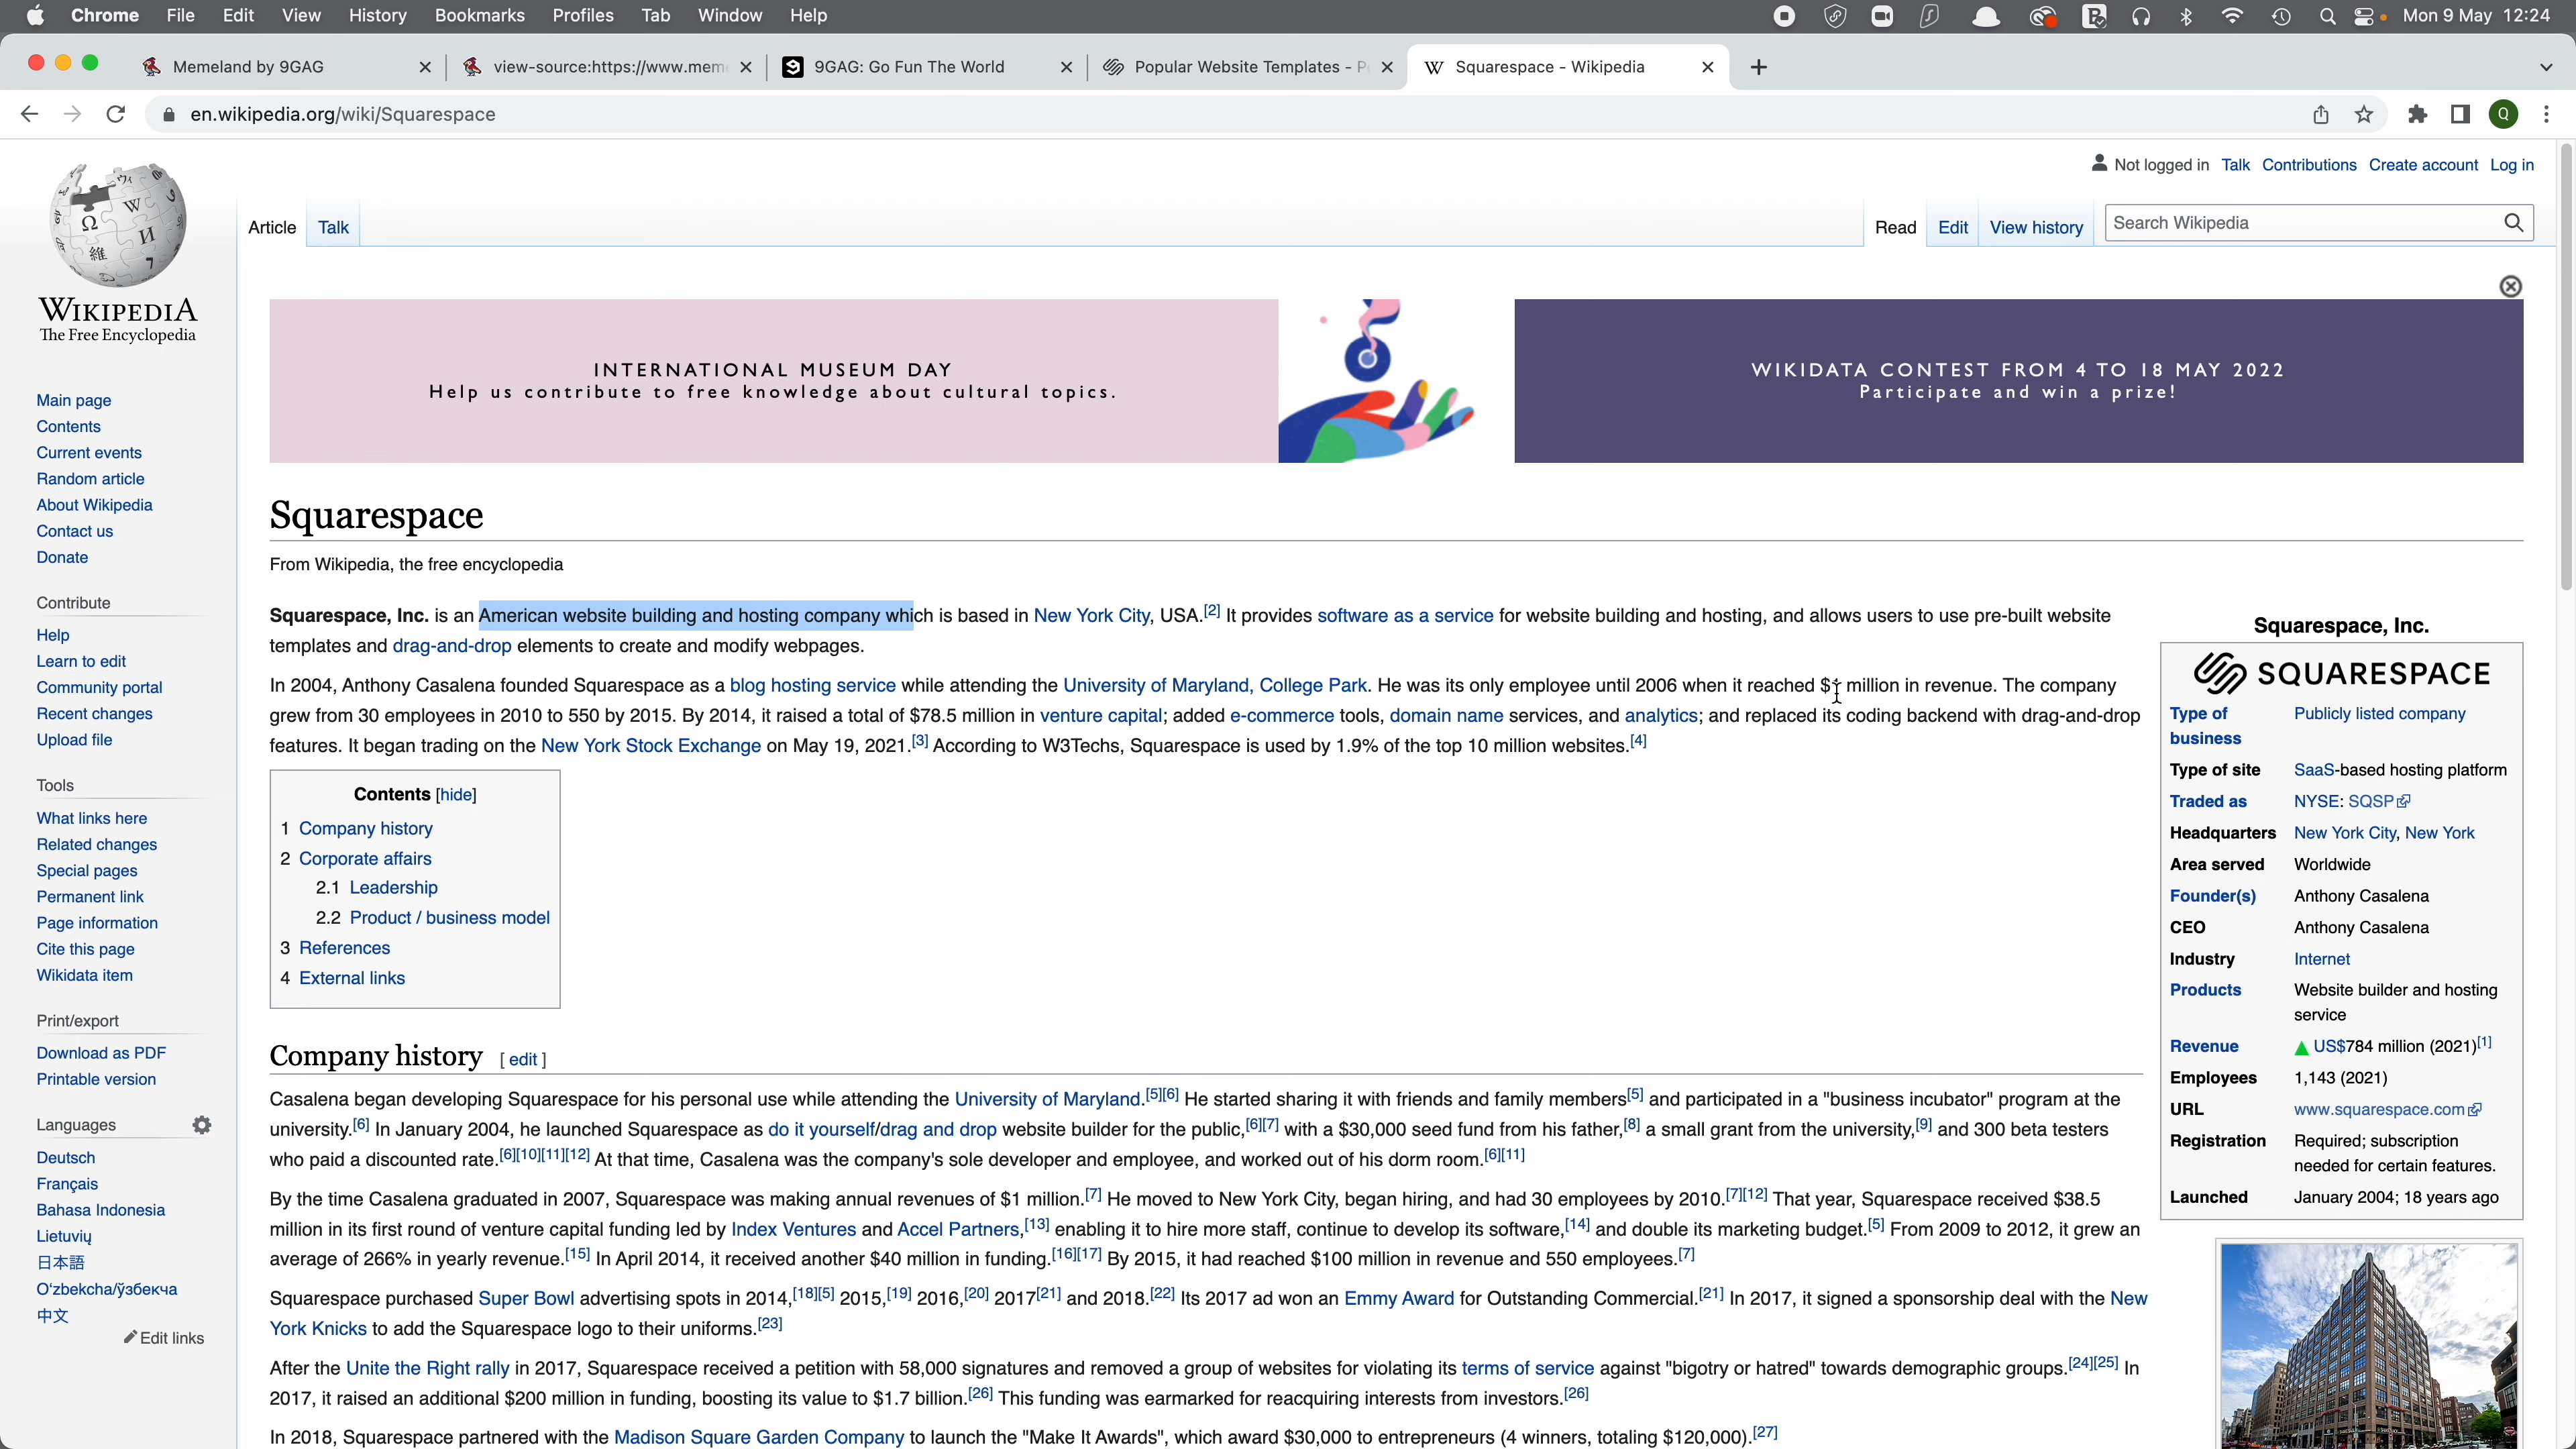 Chrome File Edit View History Bookmarks Profiles Tab Window Help Mon 9 May 12:24
Memeland by 9GAG view-source:https://www.mem 9GAG: Go Fun The World Popular Website Templates - P W Squarespace - Wikipedia
en.wikipedia.org/wiki/Squarespace Q
Not logged in Talk Contributions Create account Log in
Article Talk Read Edit View history Search Wikipedia
WIKIPEDIA
The Free Encyclopedia
Main page
Contents
Current events
Random article
About Wikipedia
Contact us
Donate
Contribute
Help
Learn to edit
Community portal
Recent changes
Upload file
Tools
What links here
Related changes
Special pages
Permanent link
Page information
Cite this page
Wikidata item
Print/export
Download as PDF
Printable version
Languages
Deutsch
Français
Bahasa Indonesia
Lietuvių
日本語
Oʻzbekcha/ўзбекча
中文
Edit links
INTERNATIONAL MUSEUM DAY
Help us contribute to free knowledge about cultural topics.
WIKIDATA CONTEST FROM 4 TO 18 MAY 2022
Participate and win a prize!
Squarespace
From Wikipedia, the free encyclopedia
Squarespace, Inc. is an American website building and hosting company which is based in New York City, USA.[2] It provides software as a service for website building and hosting, and allows users to use pre-built website
templates and drag-and-drop elements to create and modify webpages.
In 2004, Anthony Casalena founded Squarespace as a blog hosting service while attending the University of Maryland, College Park. He was its only employee until 2006 when it reached $ million in revenue. The company
grew from 30 employees in 2010 to 550 by 2015. By 2014, it raised a total of $78.5 million in venture capital; added e-commerce tools, domain name services, and analytics; and replaced its coding backend with drag-and-drop
features. It began trading on the New York Stock Exchange on May 19, 2021.[3] According to W3Techs, Squarespace is used by 1.9% of the top 10 million websites.[4]
Contents [hide]
1 Company history
2 Corporate affairs
2.1 Leadership
2.2 Product / business model
3 References
4 External links
Company history [ edit ]
Casalena began developing Squarespace for his personal use while attending the University of Maryland.[5][6] He started sharing it with friends and family members[5] and participated in a "business incubator" program at the
university.[6] In January 2004, he launched Squarespace as do it yourself/drag and drop website builder for the public,[6][7] with a $30,000 seed fund from his father,[8] a small grant from the university,[9] and 300 beta testers
who paid a discounted rate.[6][10][11][12] At that time, Casalena was the company's sole developer and employee, and worked out of his dorm room.[6][11]
By the time Casalena graduated in 2007, Squarespace was making annual revenues of $1 million.[7] He moved to New York City, began hiring, and had 30 employees by 2010.[7][12] That year, Squarespace received $38.5
million in its first round of venture capital funding led by Index Ventures and Accel Partners,[13] enabling it to hire more staff, continue to develop its software,[14] and double its marketing budget.[5] From 2009 to 2012, it grew an
average of 266% in yearly revenue.[15] In April 2014, it received another $40 million in funding.[16][17] By 2015, it had reached $100 million in revenue and 550 employees.[7]
Squarespace purchased Super Bowl advertising spots in 2014,[18][5] 2015,[19] 2016,[20] 2017[21] and 2018.[22] Its 2017 ad won an Emmy Award for Outstanding Commercial.[21] In 2017, it signed a sponsorship deal with the New
York Knicks to add the Squarespace logo to their uniforms.[23]
After the Unite the Right rally in 2017, Squarespace received a petition with 58,000 signatures and removed a group of websites for violating its terms of service against "bigotry or hatred" towards demographic groups.[24][25] In
2017, it raised an additional $200 million in funding, boosting its value to $1.7 billion.[26] This funding was earmarked for reacquiring interests from investors.[26]
In 2018, Squarespace partnered with the Madison Square Garden Company to launch the "Make It Awards", which award $30,000 to entrepreneurs (4 winners, totaling $120,000).[27]
Squarespace, Inc.
SQUARESPACE
Type of Publicly listed company
business
Type of site SaaS-based hosting platform
Traded as NYSE: SQSP
Headquarters New York City, New York
Area served Worldwide
Founder(s) Anthony Casalena
CEO Anthony Casalena
Industry Internet
Products Website builder and hosting
service
Revenue ▲ US$784 million (2021)[1]
Employees 1,143 (2021)
URL www.squarespace.com
Registration Required; subscription
needed for certain features.
Launched January 2004; 18 years ago